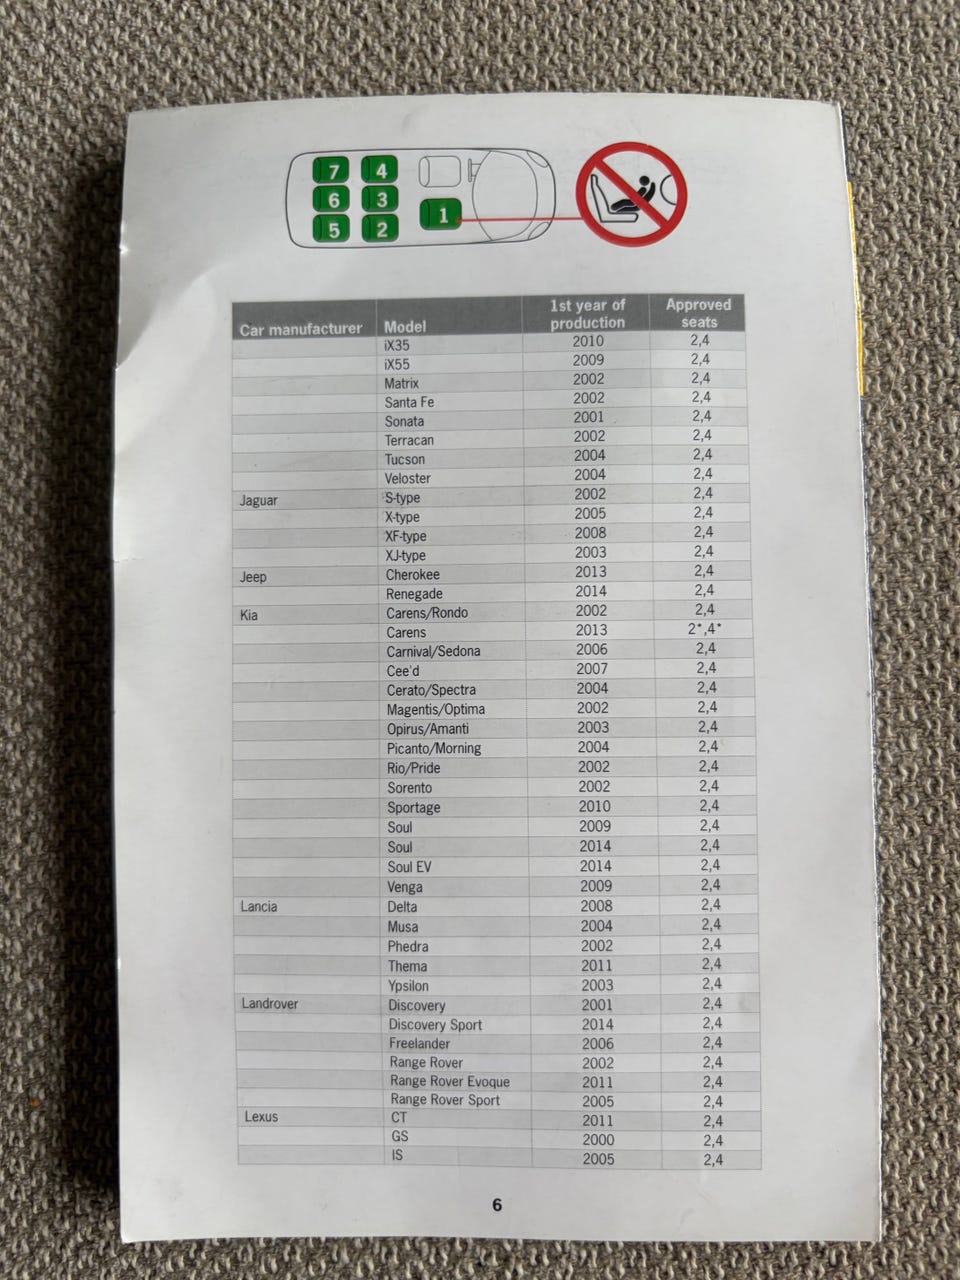 7 4
6 3
5 2 1
Car manufacturer Model 1st year of production Approved seats
iX35 2010 2,4
iX55 2009 2,4
Matrix 2002 2,4
Santa Fe 2002 2,4
Sonata 2001 2,4
Terracan 2002 2,4
Tucson 2004 2,4
Veloster 2004 2,4
Jaguar S-type 2002 2,4
X-type 2005 2,4
XF-type 2008 2,4
XJ-type 2003 2,4
Jeep Cherokee 2013 2,4
Renegade 2014 2,4
Kia Carens/Rondo 2002 2,4
Carens 2013 2*,4*
Carnival/Sedona 2006 2,4
Cee'd 2007 2,4
Cerato/Spectra 2004 2,4
Magentis/Optima 2002 2,4
Opirus/Amanti 2003 2,4
Picanto/Morning 2004 2,4
Rio/Pride 2002 2,4
Sorento 2002 2,4
Sportage 2010 2,4
Soul 2009 2,4
Soul 2014 2,4
Soul EV 2014 2,4
Venga 2009 2,4
Lancia Delta 2008 2,4
Musa 2004 2,4
Phedra 2002 2,4
Thema 2011 2,4
Ypsilon 2003 2,4
Landrover Discovery 2001 2,4
Discovery Sport 2014 2,4
Freelander 2006 2,4
Range Rover 2002 2,4
Range Rover Evoque 2011 2,4
Range Rover Sport 2005 2,4
Lexus CT 2011 2,4
GS 2000 2,4
IS 2005 2,4
6